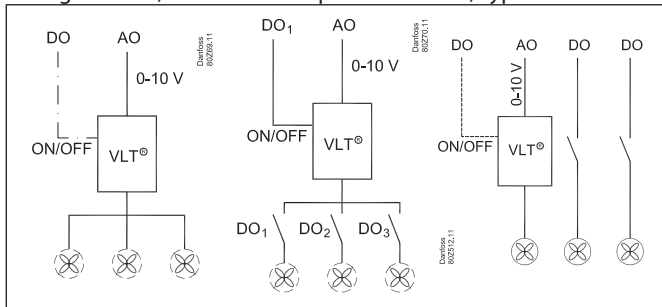 DO
AO
Danfoss
80Z69.11
0-10 V
ON/OFF
VLT®
DO₁
AO
Danfoss
80Z70.11
0-10 V
ON/OFF
VLT®
DO₁
DO₂
DO₃
DO
AO
DO
DO
0-10 V
ON/OFF
VLT®
Danfoss
80Z512.11